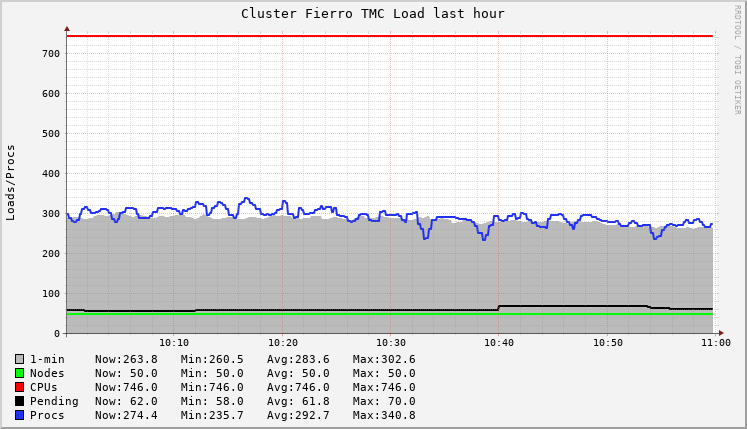 Cluster Fierro TMC Load last hour
RRDTOOL / TOBI OETIKER
Loads/Procs
700
600
500
400
300
200
100
0
10:10 10:20 10:30 10:40 10:50 11:00
1-min Now:263.8 Min:260.5 Avg:283.6 Max:302.6
Nodes Now: 50.0 Min: 50.0 Avg: 50.0 Max: 50.0
CPUs Now:746.0 Min:746.0 Avg:746.0 Max:746.0
Pending Now: 62.0 Min: 58.0 Avg: 61.8 Max: 70.0
Procs Now:274.4 Min:235.7 Avg:292.7 Max:340.8